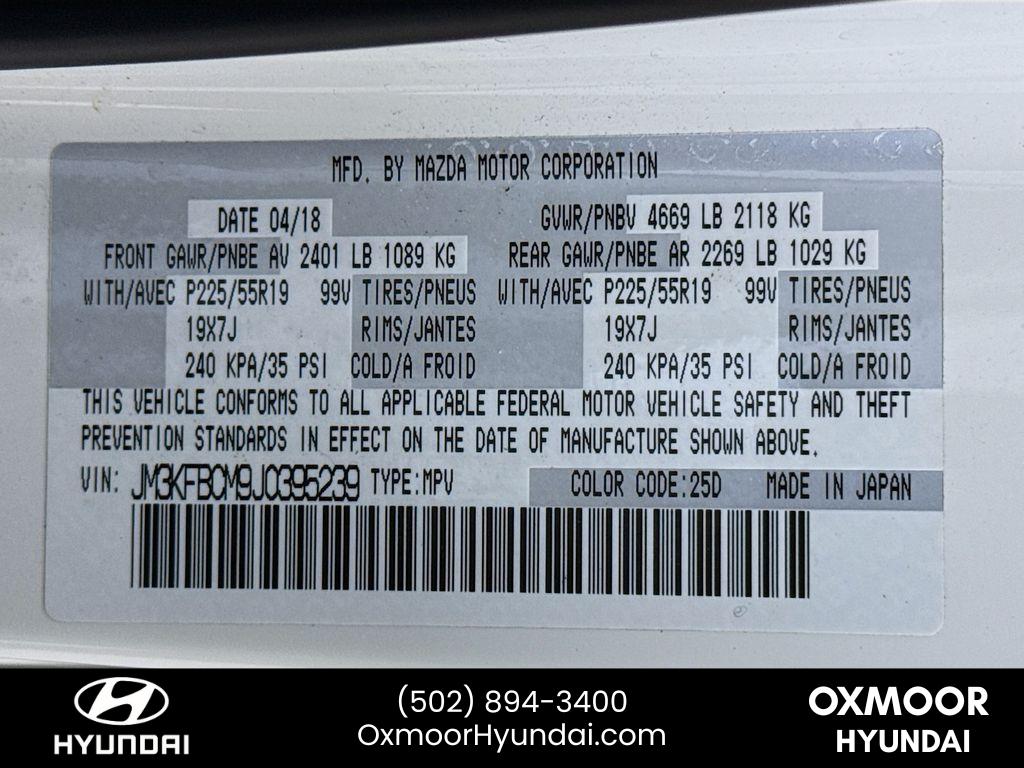 MFD. BY MAZDA MOTOR CORPORATION
DATE 04/18 GVWR/PNBV 4669 LB 2118 KG
FRONT GAWR/PNBE AV 2401 LB 1089 KG REAR GAWR/PNBE AR 2269 LB 1029 KG
WITH/AVEC P225/55R19 99V TIRES/PNEUS WITH/AVEC P225/55R19 99V TIRES/PNEUS
19X7J RIMS/JANTES 19X7J RIMS/JANTES
240 KPA/35 PSI COLD/A FROID 240 KPA/35 PSI COLD/A FROID
THIS VEHICLE CONFORMS TO ALL APPLICABLE FEDERAL MOTOR VEHICLE SAFETY AND THEFT
PREVENTION STANDARDS IN EFFECT ON THE DATE OF MANUFACTURE SHOWN ABOVE.
VIN: JM3KFBCM9J0395239 TYPE:MPV COLOR CODE:25D MADE IN JAPAN
HYUNDAI
(502) 894-3400
OxmoorHyundai.com
OXMOOR
HYUNDAI